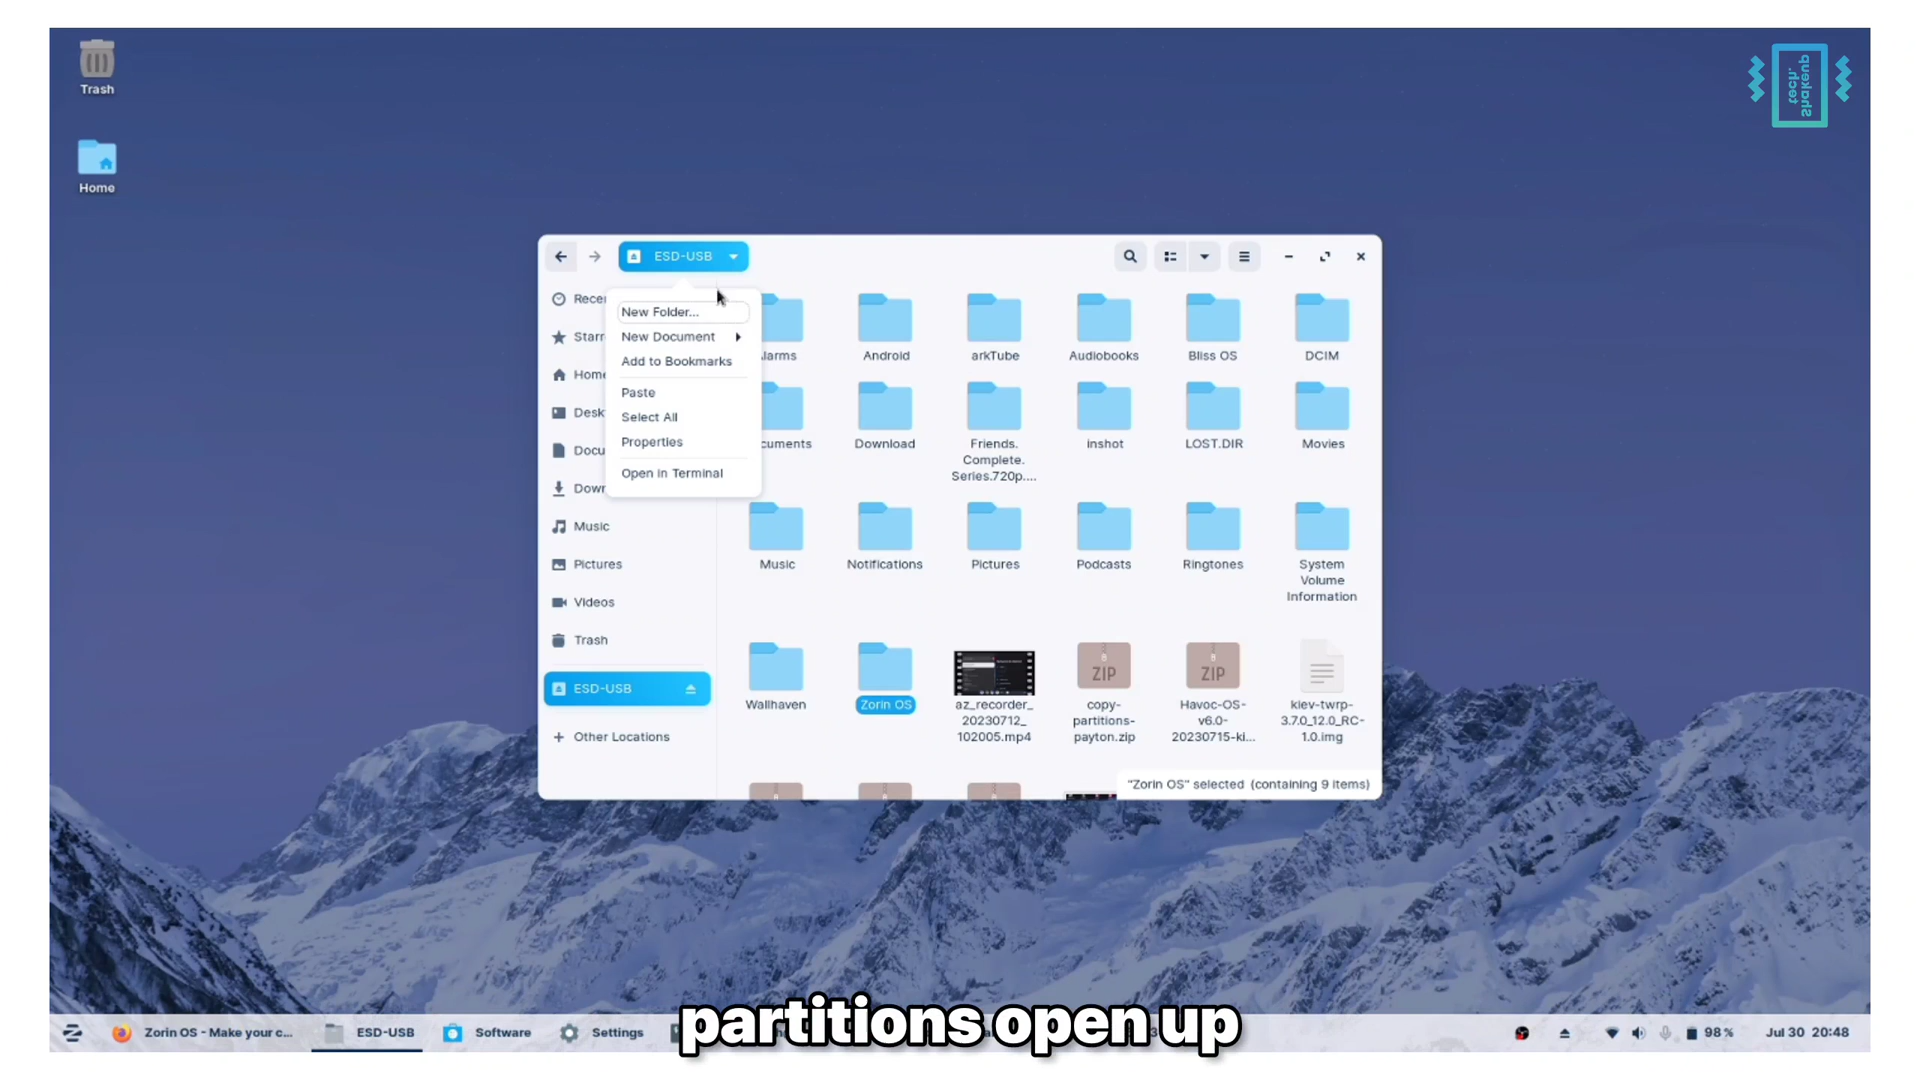 Trash
Home
tech.
shakeup
ESD-USB
Recen
Starr
Home
Desk
Docu
Down
Music
Pictures
Videos
Trash
ESD-USB
Other Locations
New Folder...
New Document
Add to Bookmarks
Paste
Select All
Properties
Open in Terminal
larms
Android
arkTube
Audiobooks
Bliss OS
DCIM
cuments
Download
Friends.
Complete.
Series.720p....
inshot
LOST.DIR
Movies
Music
Notifications
Pictures
Podcasts
Ringtones
System
Volume
Information
Wallhaven
Zorin OS
az_recorder_
20230712_
102005.mp4
ZIP
copy-
partitions-
payton.zip
ZIP
Havoc-OS-
v6.0-
20230715-ki...
kiev-twrp-
3.7.0_12.0_RC-
1.0.img
"Zorin OS" selected (containing 9 items)
partitions open up
Zorin OS - Make your c...
ESD-USB
Software
Settings
98 %
Jul 30 20:48